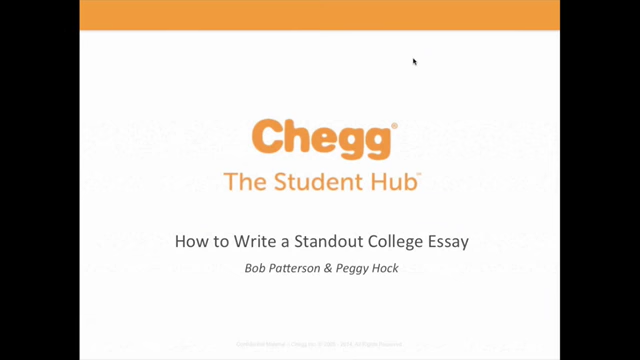 Chegg®
The Student Hub™
How to Write a Standout College Essay
Bob Patterson & Peggy Hock